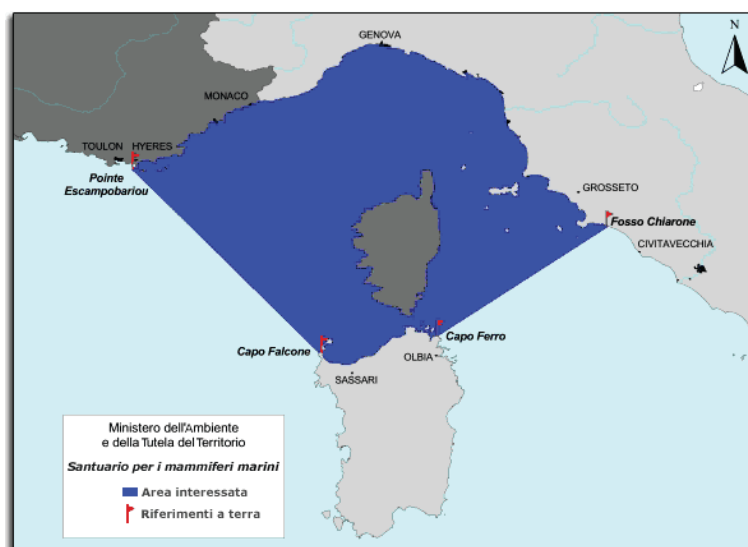 N
GENOVA
MONACO
TOULON HYERES
Pointe
Escampobariou
GROSSETO
Fosso Chiarone
CIVITAVECCHIA
Capo Falcone
Capo Ferro
OLBIA
SASSARI
Ministero dell'Ambiente
e della Tutela del Territorio
Santuario per i mammiferi marini
Area interessata
Riferimenti a terra